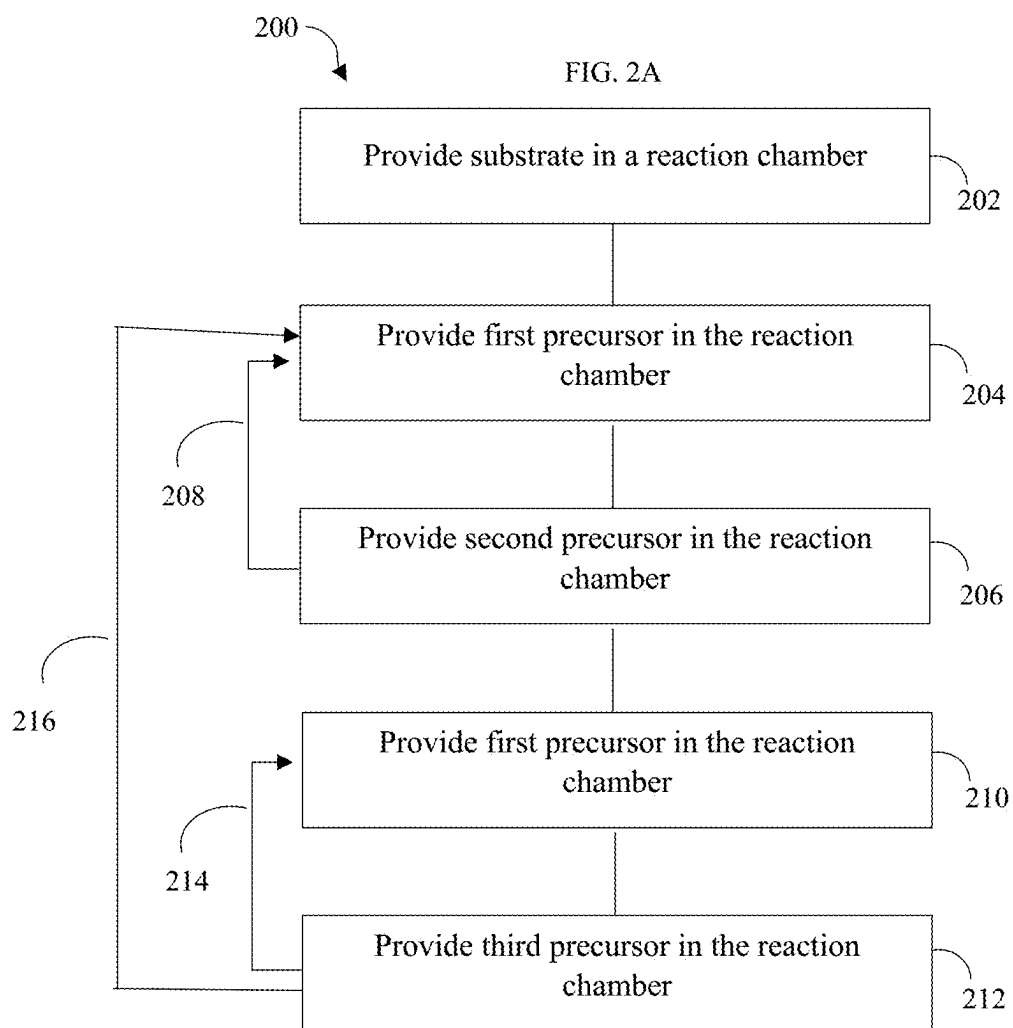 200
FIG. 2A
Provide substrate in a reaction chamber
202
Provide first precursor in the reaction
chamber
204
208
Provide second precursor in the reaction
chamber
206
216
Provide first precursor in the reaction
chamber
210
214
Provide third precursor in the reaction
chamber
212